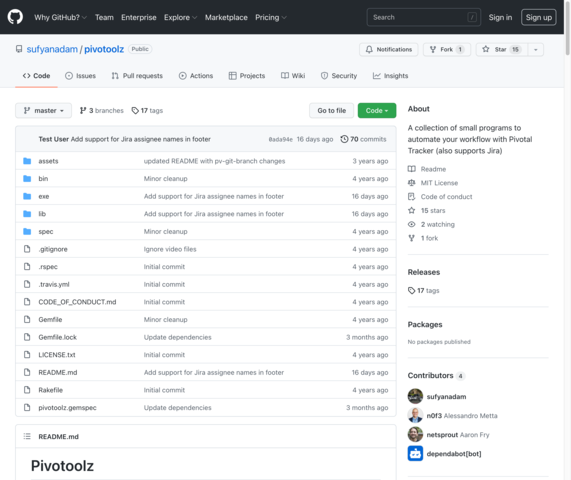 Why GitHub? Team Enterprise Explore Marketplace Pricing Search / Sign in Sign up
sufyanadam / pivotoolz Public Notifications Fork 1 Star 15
Code Issues Pull requests Actions Projects Wiki Security Insights
master 3 branches 17 tags Go to file Code
Test User Add support for Jira assignee names in footer 8ada94e 16 days ago 70 commits
assets updated README with pv-git-branch changes 3 years ago
bin Minor cleanup 4 years ago
exe Add support for Jira assignee names in footer 16 days ago
lib Add support for Jira assignee names in footer 16 days ago
spec Minor cleanup 4 years ago
.gitignore Ignore video files 4 years ago
.rspec Initial commit 4 years ago
.travis.yml Initial commit 4 years ago
CODE_OF_CONDUCT.md Initial commit 4 years ago
Gemfile Minor cleanup 4 years ago
Gemfile.lock Update dependencies 3 months ago
LICENSE.txt Initial commit 4 years ago
README.md Add support for Jira assignee names in footer 16 days ago
Rakefile Initial commit 4 years ago
pivotoolz.gemspec Update dependencies 3 months ago
README.md
Pivotoolz
About
A collection of small programs to
automate your workflow with Pivotal
Tracker (also supports Jira)
Readme
MIT License
Code of conduct
15 stars
2 watching
1 fork
Releases
17 tags
Packages
No packages published
Contributors 4
sufyanadam
n0f3 Alessandro Metta
netsprout Aaron Fry
dependabot[bot]